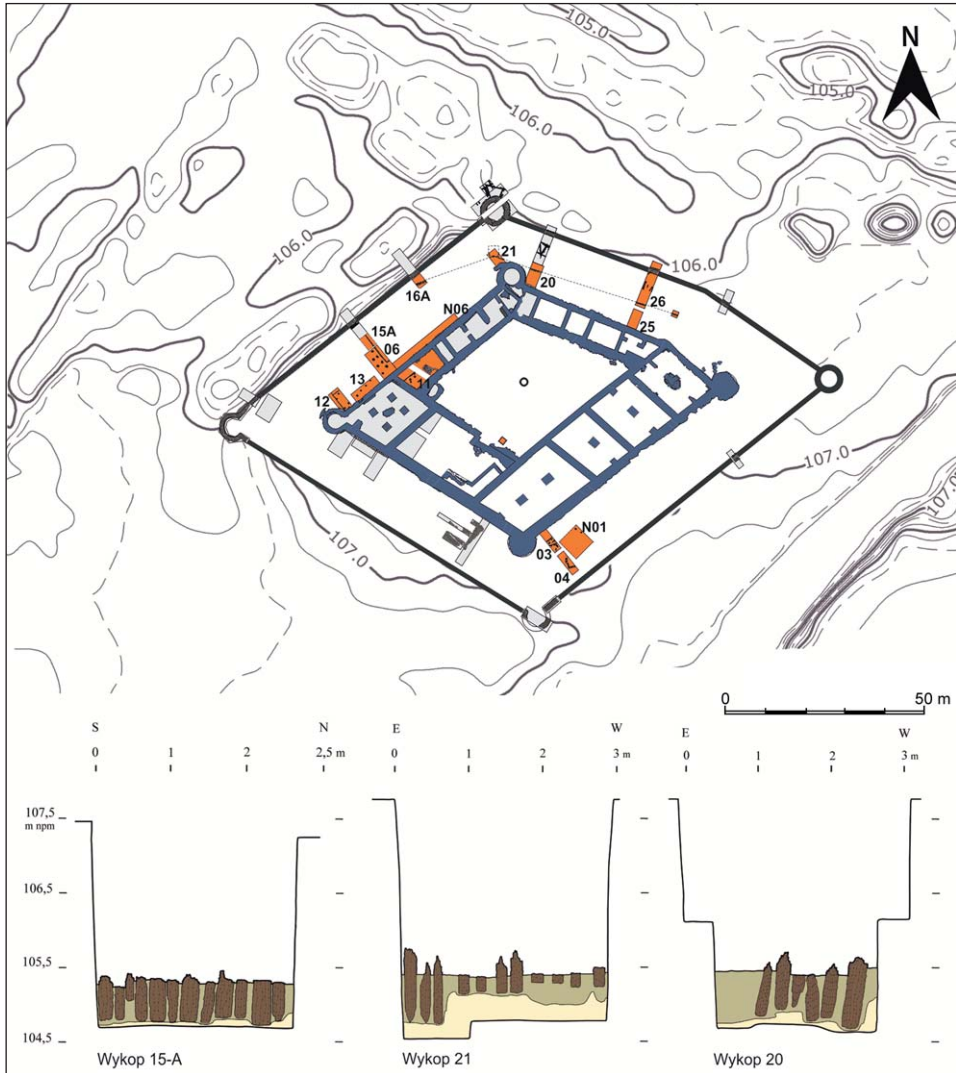 105.0
106.0
N
105.0
106.0
21
20
106.0
16A
26
N06
25
15A
06
13
11
12
107.0
107.0
107.0
N01
03
04
0 50 m
S N
0 1 2 2,5 m
E W
0 1 2 3 m
E W
0 1 2 3 m
107,5
m npm
106,5
105,5
104,5
Wykop 15-A
Wykop 21
Wykop 20